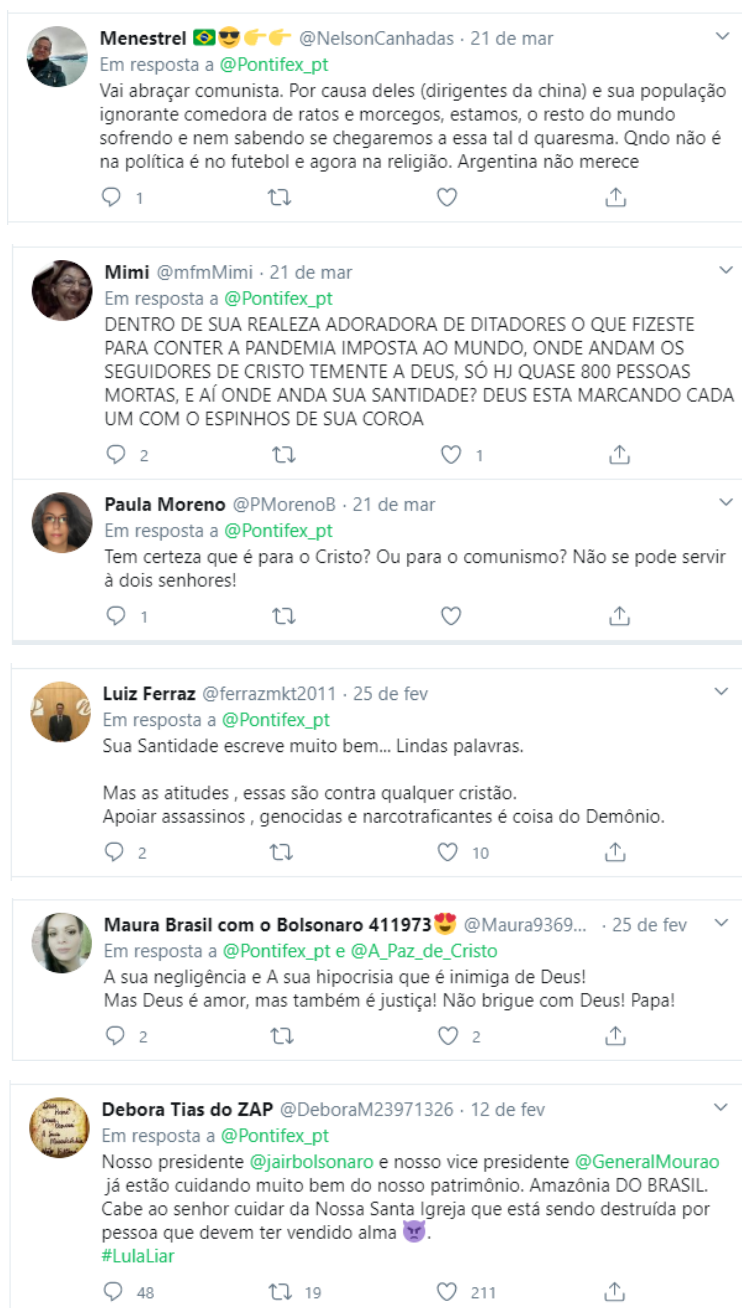 Menestrel 🇧🇷😎👉👉 @NelsonCanhadas · 21 de mar
Em resposta a @Pontifex_pt
Vai abraçar comunista. Por causa deles (dirigentes da china) e sua população
ignorante comedora de ratos e morcegos, estamos, o resto do mundo
sofrendo e nem sabendo se chegaremos a essa tal d quaresma. Qndo não é
na política é no futebol e agora na religião. Argentina não merece
1
Mimi @mfmMimi · 21 de mar
Em resposta a @Pontifex_pt
DENTRO DE SUA REALEZA ADORADORA DE DITADORES O QUE FIZESTE
PARA CONTER A PANDEMIA IMPOSTA AO MUNDO, ONDE ANDAM OS
SEGUIDORES DE CRISTO TEMENTE A DEUS, SÓ HJ QUASE 800 PESSOAS
MORTAS, E AÍ ONDE ANDA SUA SANTIDADE? DEUS ESTA MARCANDO CADA
UM COM O ESPINHOS DE SUA COROA
2 1
Paula Moreno @PMorenoB · 21 de mar
Em resposta a @Pontifex_pt
Tem certeza que é para o Cristo? Ou para o comunismo? Não se pode servir
à dois senhores!
1
Luiz Ferraz @ferrazmkt2011 · 25 de fev
Em resposta a @Pontifex_pt
Sua Santidade escreve muito bem... Lindas palavras.
Mas as atitudes , essas são contra qualquer cristão.
Apoiar assassinos , genocidas e narcotraficantes é coisa do Demônio.
2 10
Maura Brasil com o Bolsonaro 411973😍 @Maura9369... · 25 de fev
Em resposta a @Pontifex_pt e @A_Paz_de_Cristo
A sua negligência e A sua hipocrisia que é inimiga de Deus!
Mas Deus é amor, mas também é justiça! Não brigue com Deus! Papa!
2 2
Debora Tias do ZAP @DeboraM23971326 · 12 de fev
Em resposta a @Pontifex_pt
Nosso presidente @jairbolsonaro e nosso vice presidente @GeneralMourao
já estão cuidando muito bem do nosso patrimônio. Amazônia DO BRASIL.
Cabe ao senhor cuidar da Nossa Santa Igreja que está sendo destruída por
pessoa que devem ter vendido alma 👿.
#LulaLiar
48 19 211